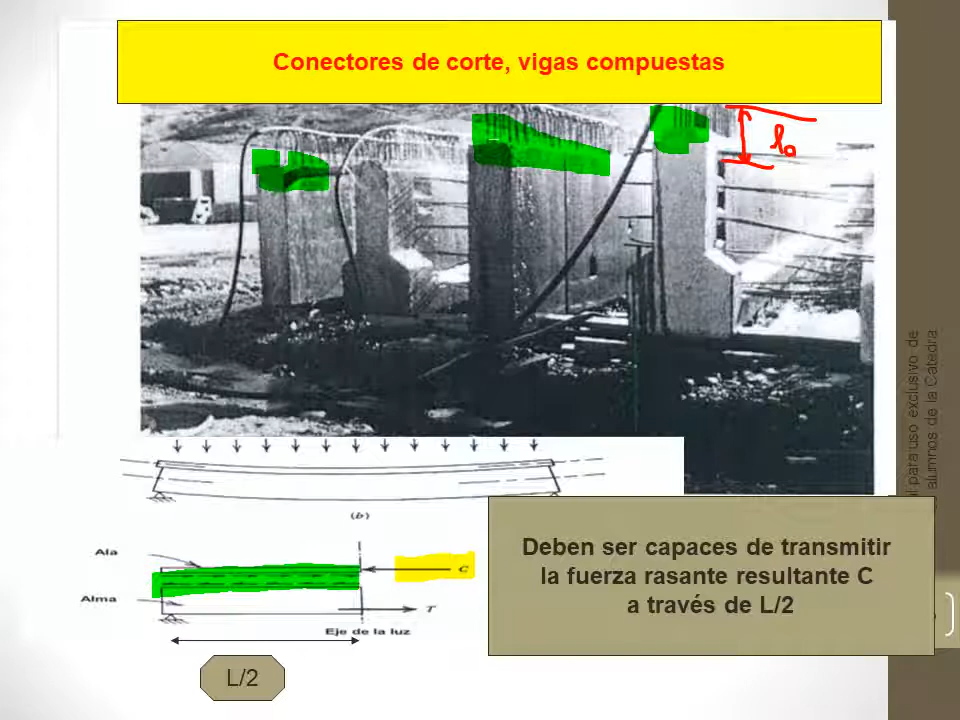 Conectores de corte, vigas compuestas
l₀
(b)
Ala
C
Alma
T
Eje de la luz
L/2
Deben ser capaces de transmitir
la fuerza rasante resultante C
a través de L/2
para uso exclusivo de
alumnos de la Cátedra